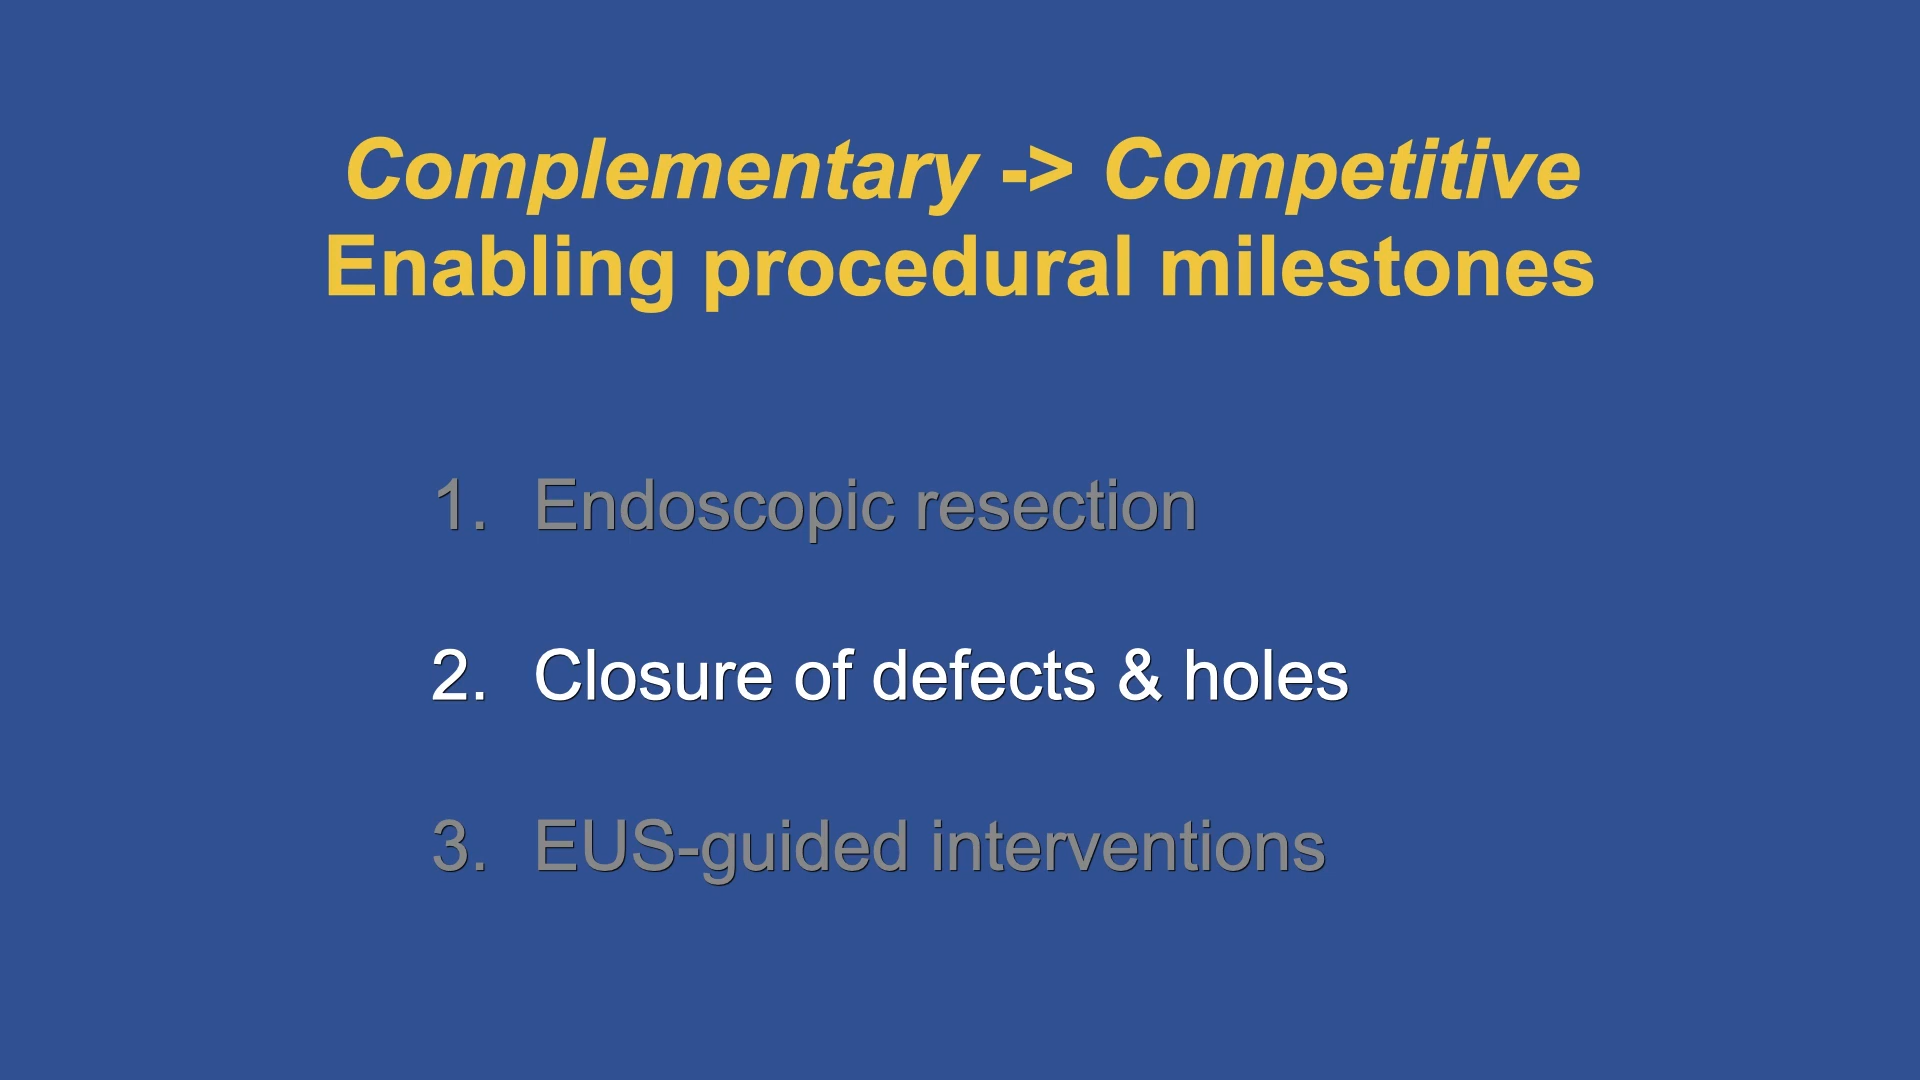 Complementary -> Competitive
Enabling procedural milestones
1. Endoscopic resection
2. Closure of defects & holes
3. EUS-guided interventions